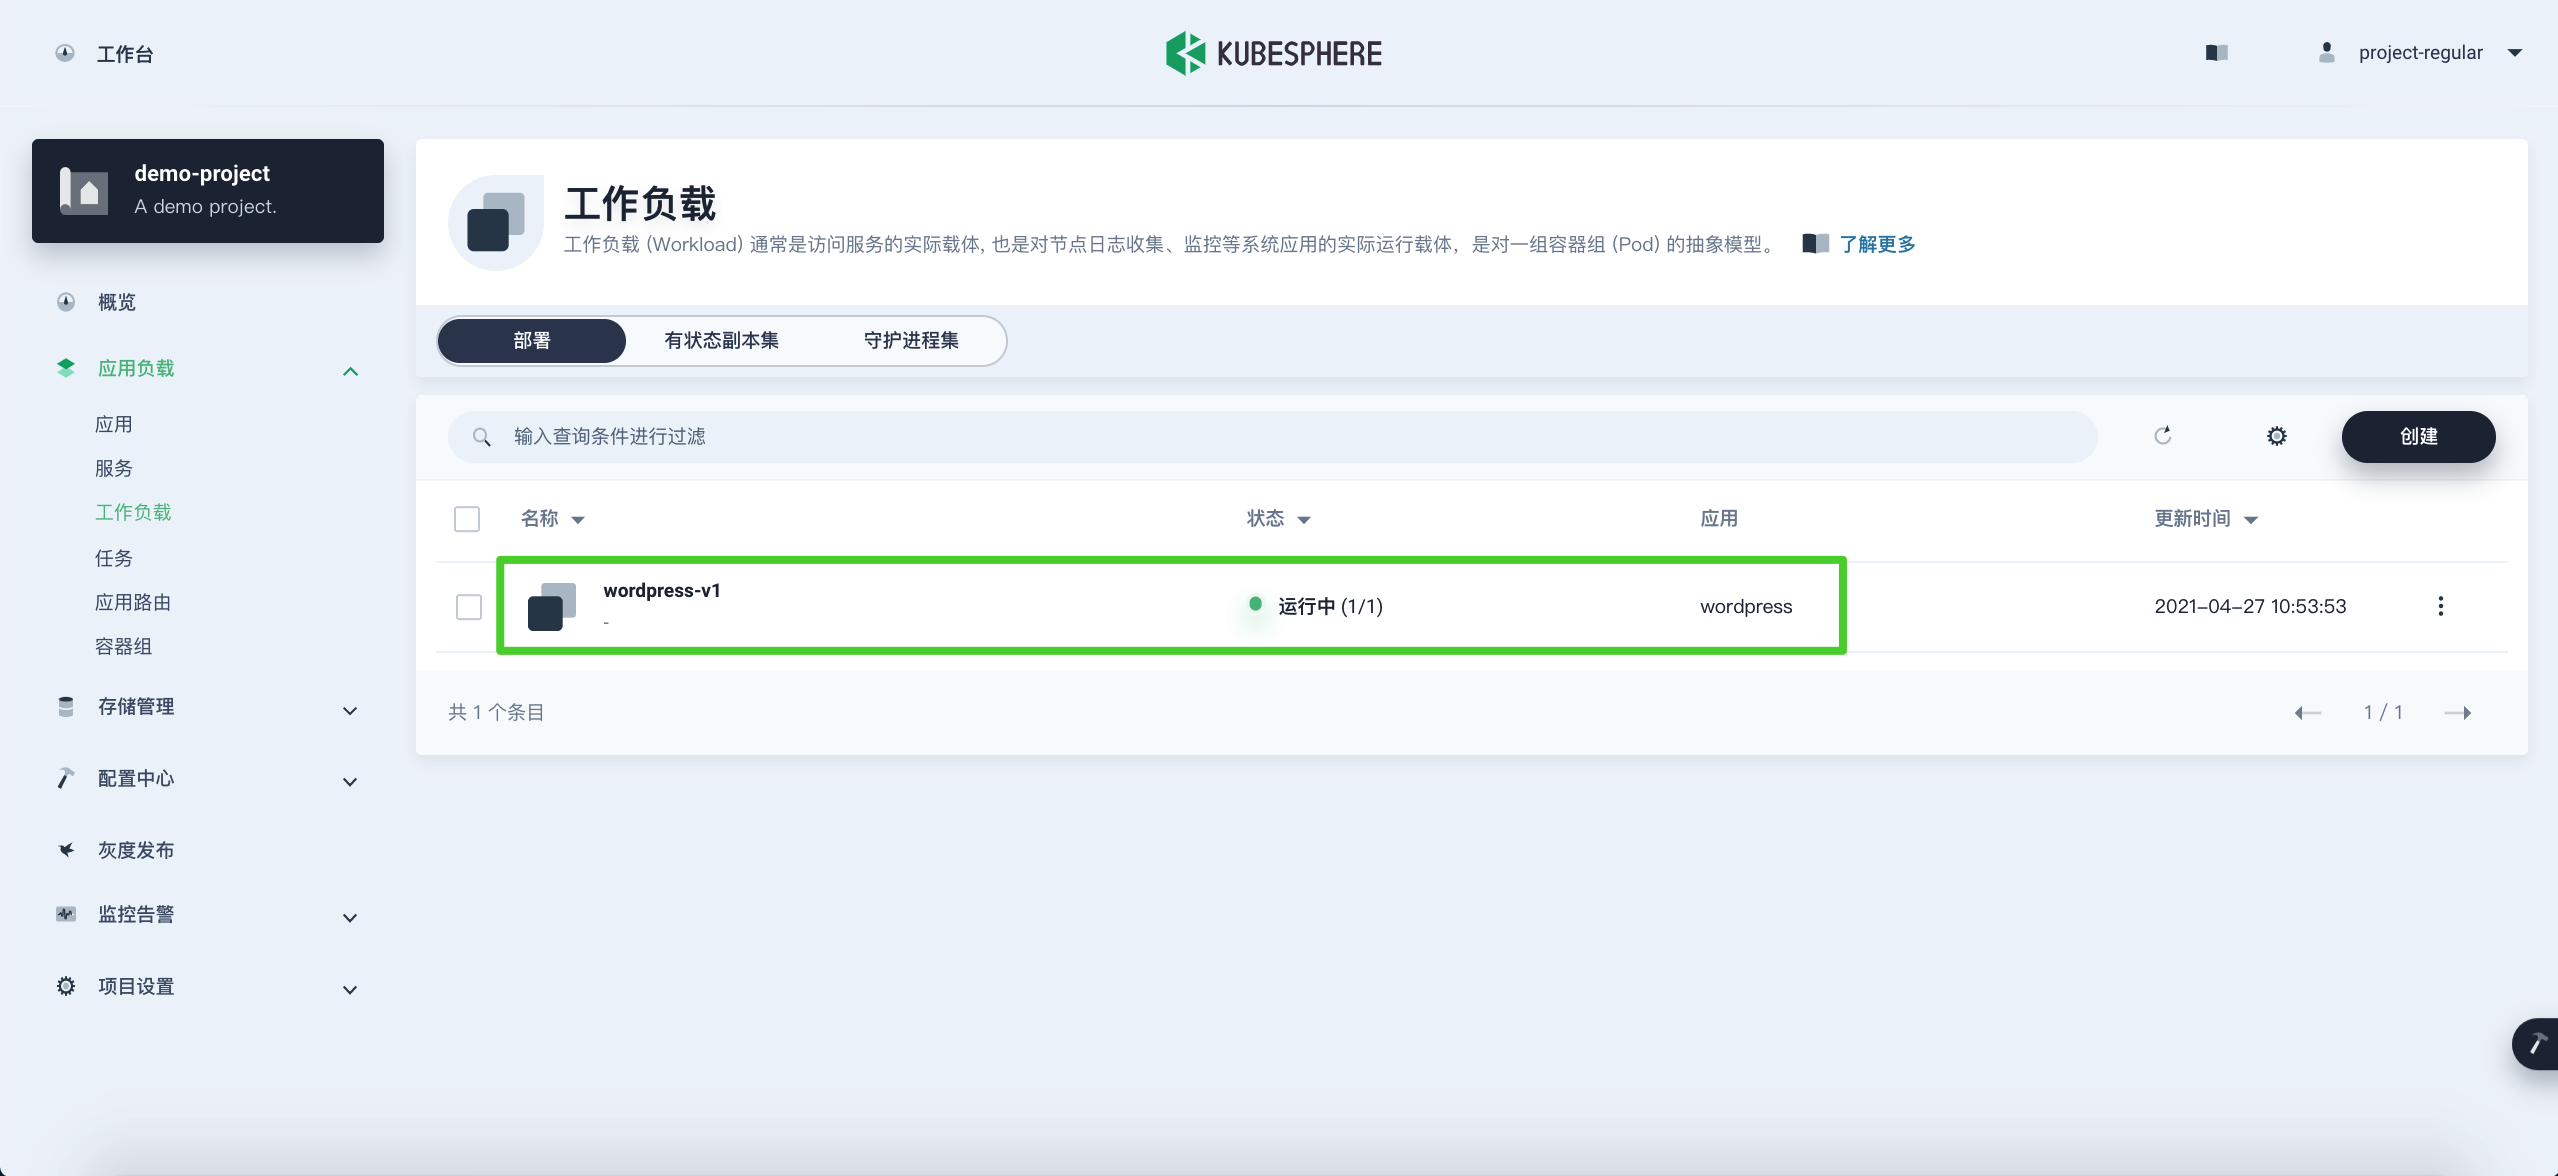 工作台
KUBESPHERE
project-regular
demo-project
A demo project.
概览
应用负载
应用
服务
工作负载
任务
应用路由
容器组
存储管理
配置中心
灰度发布
监控告警
项目设置
工作负载
工作负载 (Workload) 通常是访问服务的实际载体, 也是对节点日志收集、监控等系统应用的实际运行载体，是对一组容器组 (Pod) 的抽象模型。 了解更多
部署 有状态副本集 守护进程集
输入查询条件进行过滤
创建
名称 状态 应用 更新时间
wordpress-v1
-
运行中 (1/1)
wordpress
2021-04-27 10:53:53
共 1 个条目
1 / 1